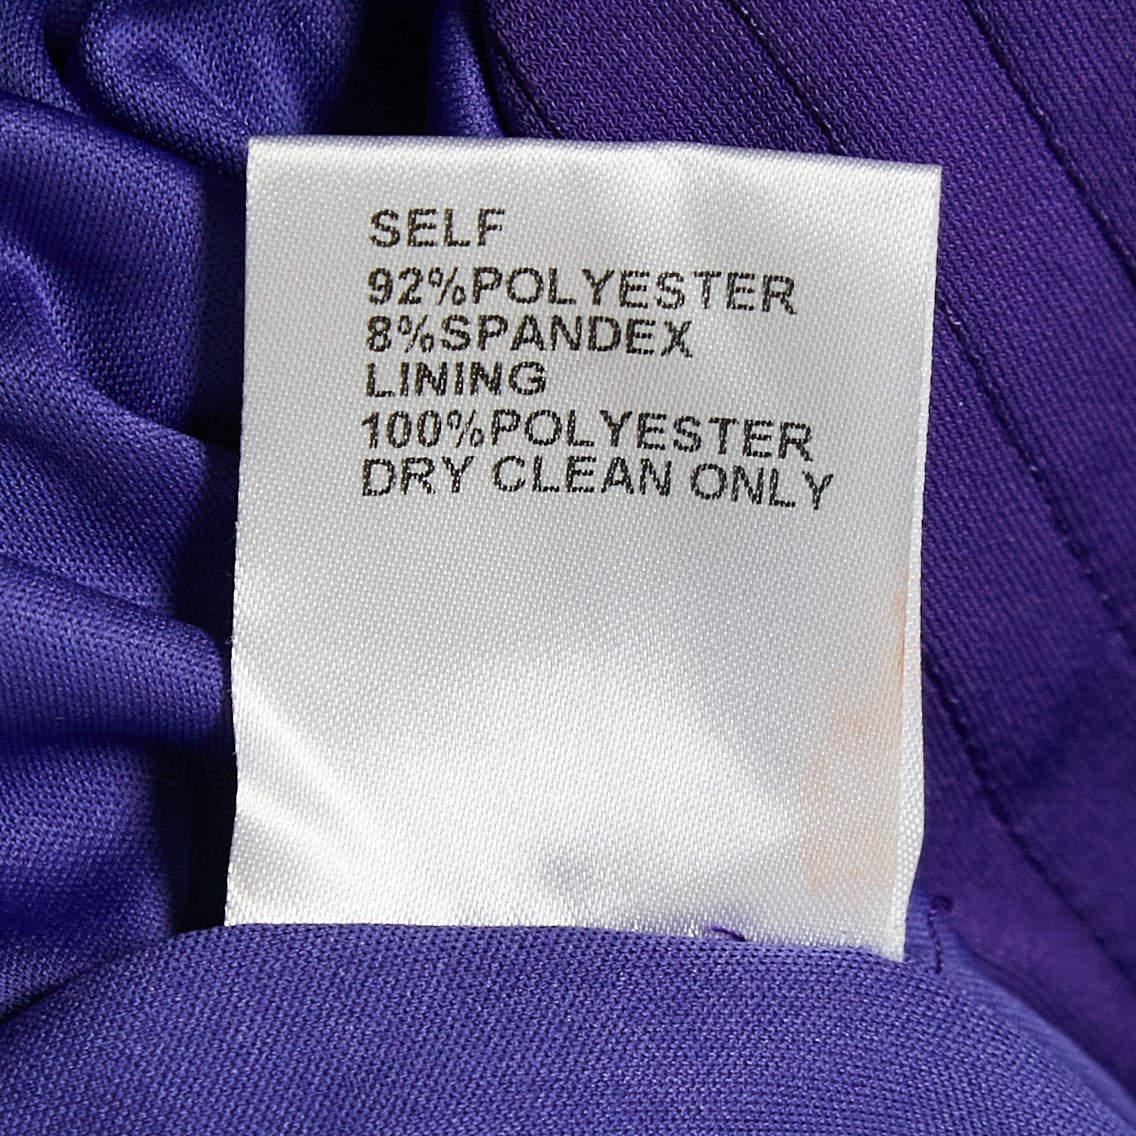 SELF
92%POLYESTER
8%SPANDEX
LINING
100%POLYESTER
DRY CLEAN ONLY